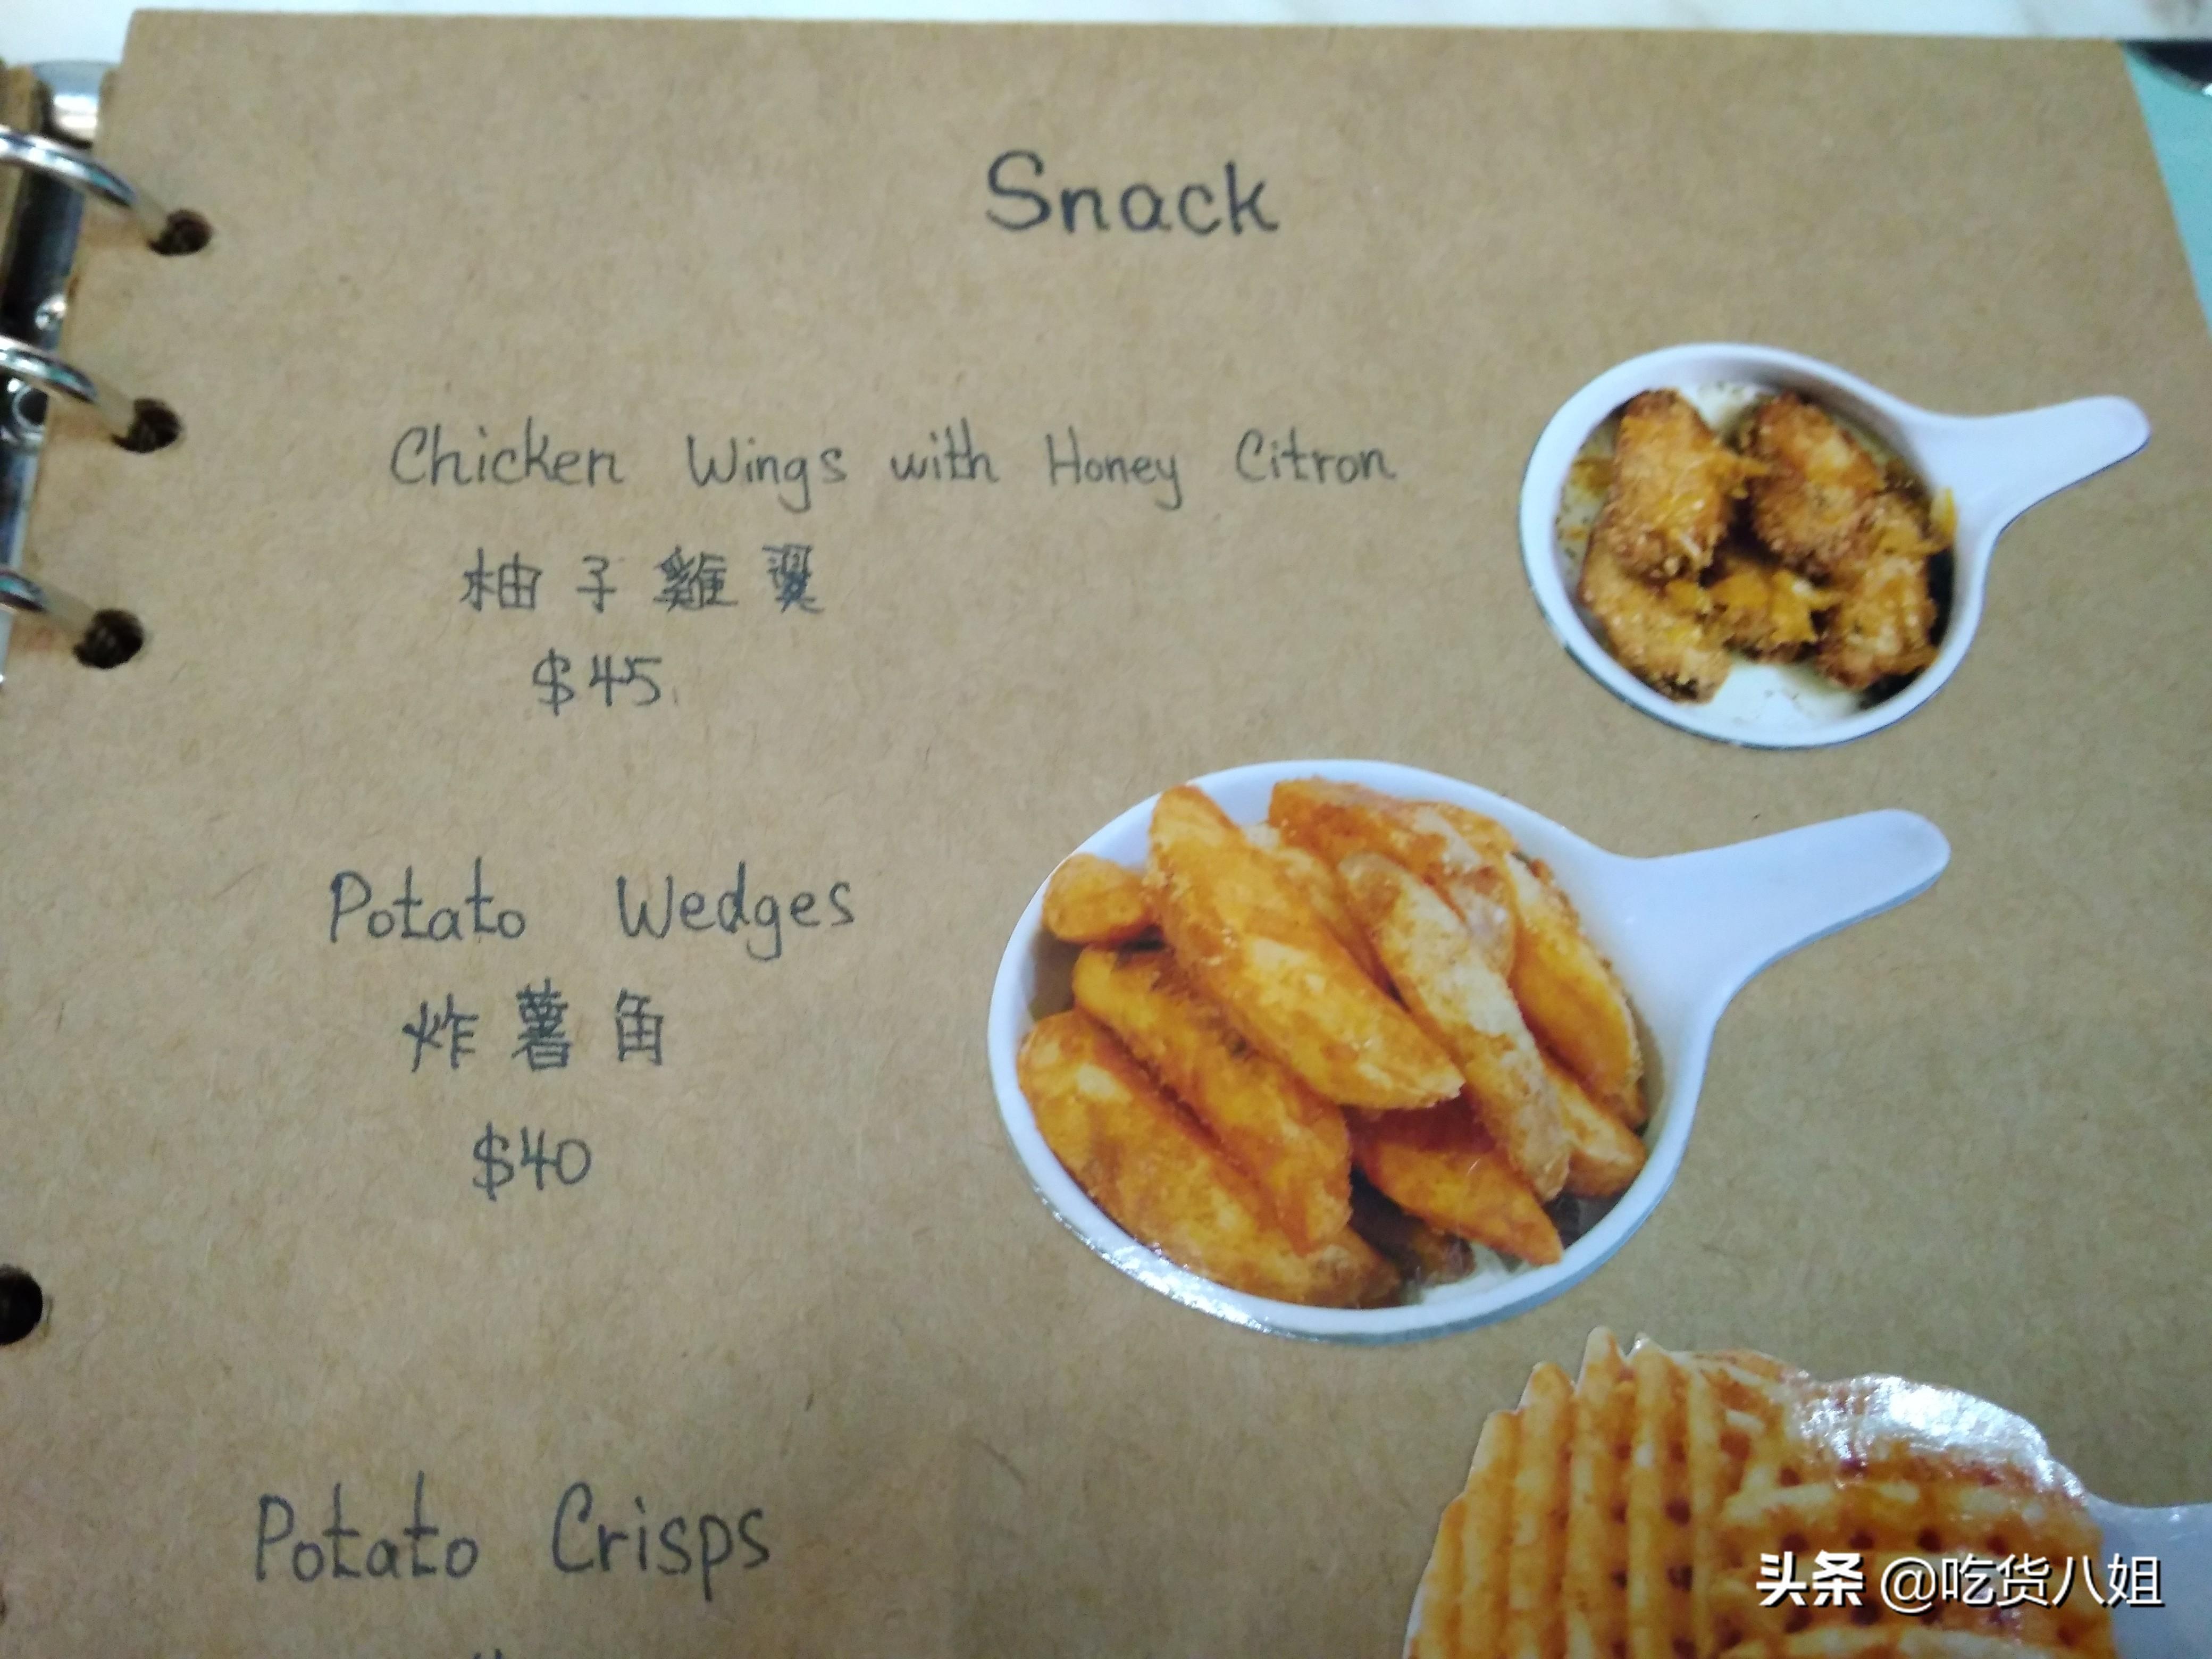 Snack
Chicken Wings with Honey Citron
柚子雞翼
$45
Potato Wedges
炸薯角
$40
Potato Crisps
头条 @吃货八姐